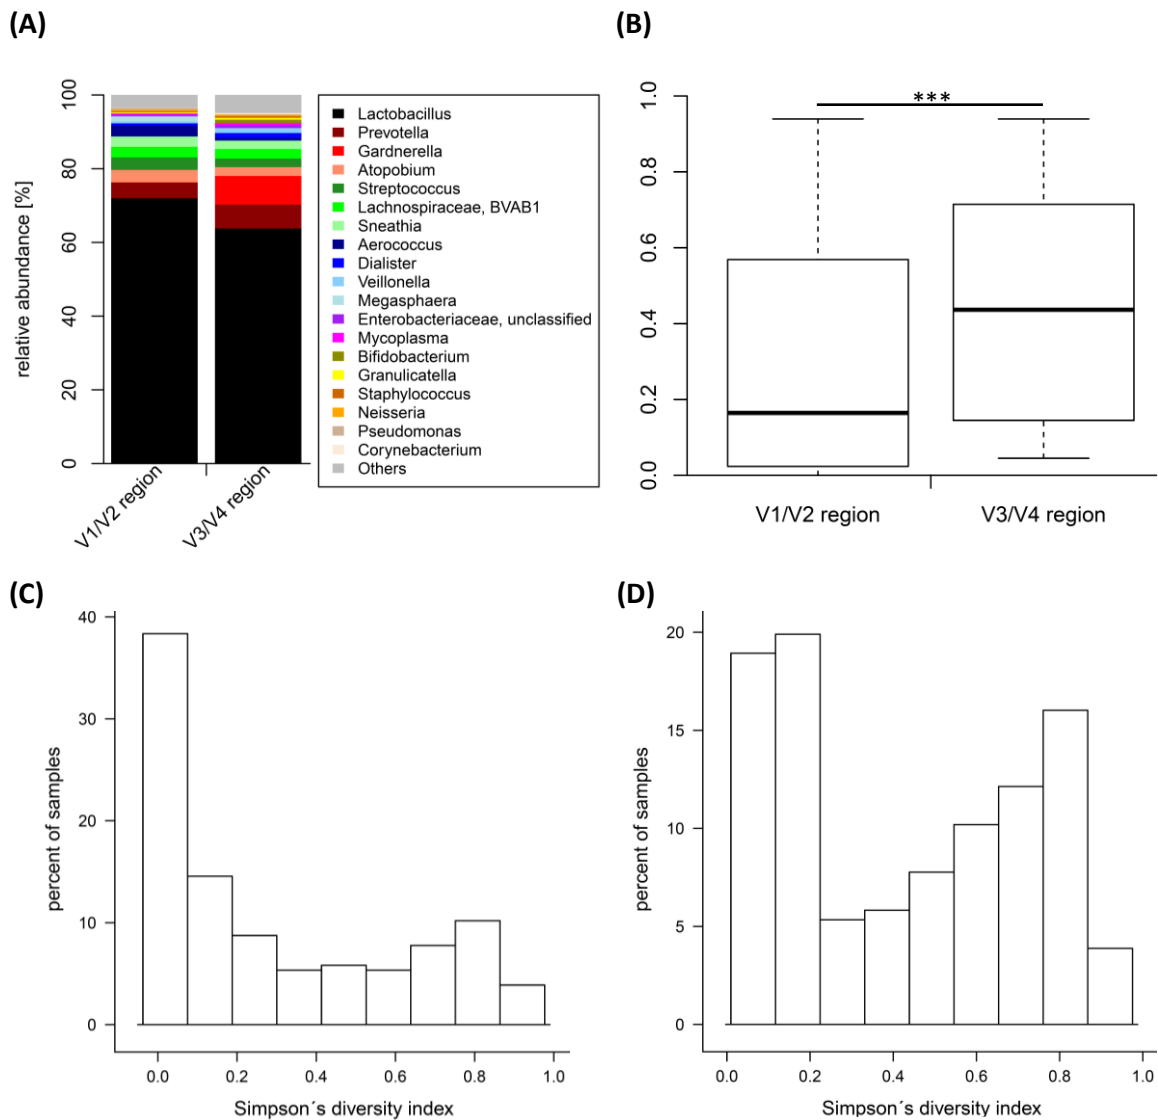 (A)
relative abundance [%]
100
80
60
40
20
0
V1/V2 region
V3/V4 region
Lactobacillus
Prevotella
Gardnerella
Atopobium
Streptococcus
Lachnospiraceae, BVAB1
Sneathia
Aerococcus
Dialister
Veillonella
Megasphaera
Enterobacteriaceae, unclassified
Mycoplasma
Bifidobacterium
Granulicatella
Staphylococcus
Neisseria
Pseudomonas
Corynebacterium
Others
(B)
***
1.0
0.8
0.6
0.4
0.2
0.0
V1/V2 region
V3/V4 region
(C)
percent of samples
40
30
20
10
0
0.0 0.2 0.4 0.6 0.8 1.0
Simpson´s diversity index
(D)
percent of samples
20
15
10
5
0
0.0 0.2 0.4 0.6 0.8 1.0
Simpson´s diversity index